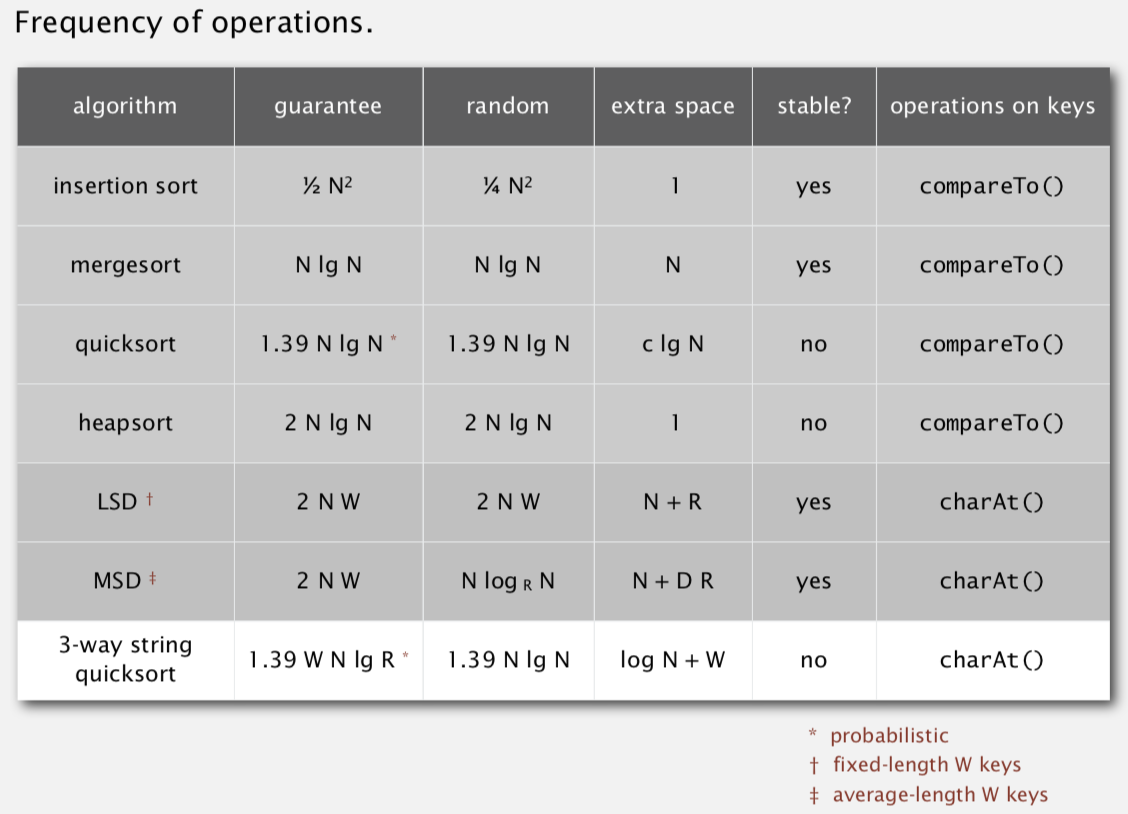 Frequency of operations.
algorithm guarantee random extra space stable? operations on keys
insertion sort ½ N² ¼ N² 1 yes compareTo()
mergesort N lg N N lg N N yes compareTo()
quicksort 1.39 N lg N * 1.39 N lg N c lg N no compareTo()
heapsort 2 N lg N 2 N lg N 1 no compareTo()
LSD † 2 N W 2 N W N + R yes charAt()
MSD ‡ 2 N W N log R N N + D R yes charAt()
3-way string
quicksort 1.39 W N lg R * 1.39 N lg N log N + W no charAt()
* probabilistic
† fixed-length W keys
‡ average-length W keys